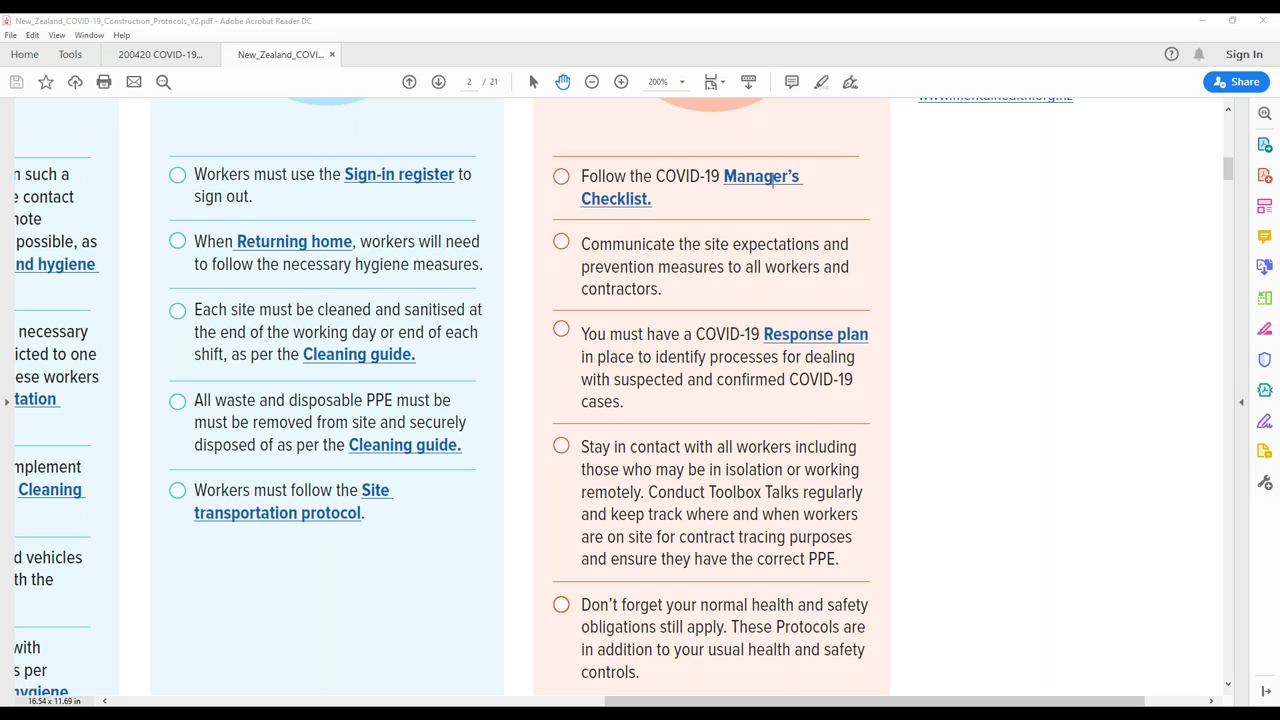 New_Zealand_COVID-19_Construction_Protocols_V2.pdf - Adobe Acrobat Reader DC
File Edit View Window Help
Home Tools 200420 COVID-19... New_Zealand_COVI... × Sign In
2 / 21 200% Share
www.mentalhealth.org.nz
n such a
e contact
note
possible, as
nd hygiene
necessary
icted to one
ese workers
tation
mplement
Cleaning
d vehicles
th the
with
s per
hygiene
Workers must use the Sign-in register to
sign out.
When Returning home, workers will need
to follow the necessary hygiene measures.
Each site must be cleaned and sanitised at
the end of the working day or end of each
shift, as per the Cleaning guide.
All waste and disposable PPE must be
must be removed from site and securely
disposed of as per the Cleaning guide.
Workers must follow the Site
transportation protocol.
Follow the COVID-19 Manager's
Checklist.
Communicate the site expectations and
prevention measures to all workers and
contractors.
You must have a COVID-19 Response plan
in place to identify processes for dealing
with suspected and confirmed COVID-19
cases.
Stay in contact with all workers including
those who may be in isolation or working
remotely. Conduct Toolbox Talks regularly
and keep track where and when workers
are on site for contract tracing purposes
and ensure they have the correct PPE.
Don't forget your normal health and safety
obligations still apply. These Protocols are
in addition to your usual health and safety
controls.
16.54 x 11.69 in